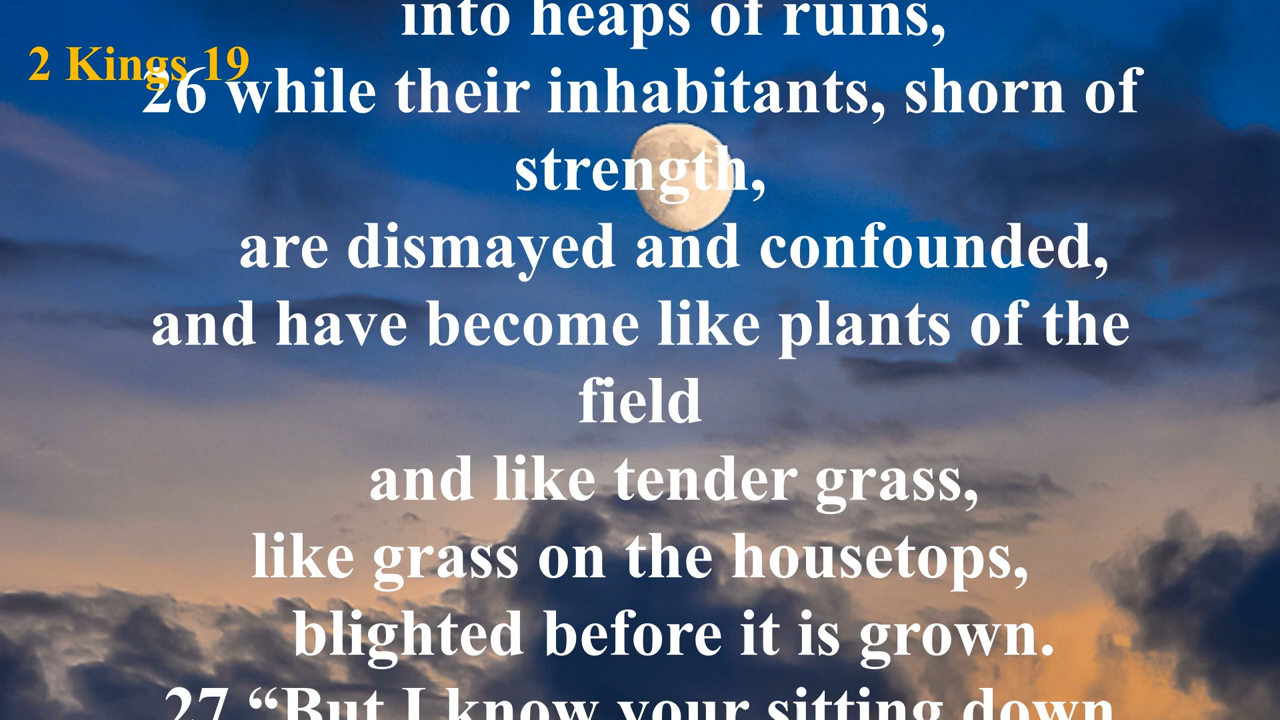 into heaps of ruins,
2 Kings 19
26 while their inhabitants, shorn of
strength,
are dismayed and confounded,
and have become like plants of the
field
and like tender grass,
like grass on the housetops,
blighted before it is grown.
27 “But I know your sitting down